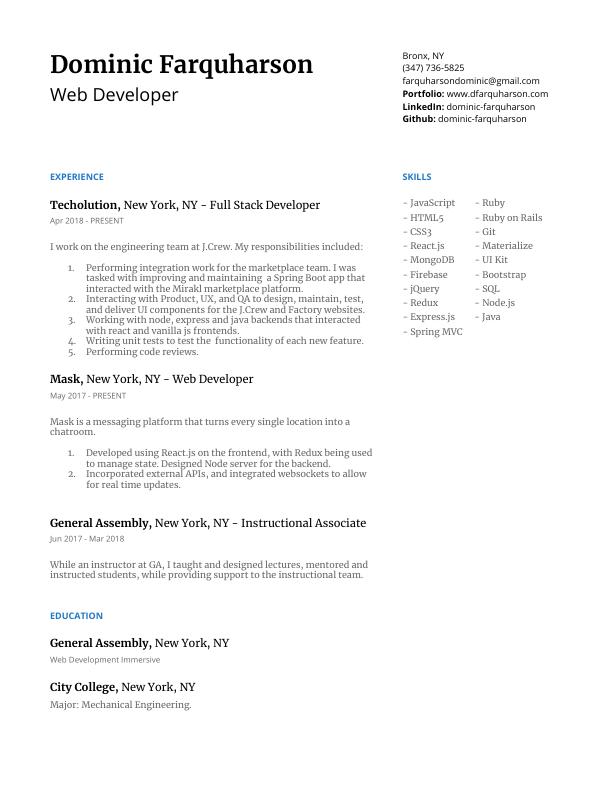 Dominic Farquharson
Web Developer
Bronx, NY
(347) 736-5825
farquharsondominic@gmail.com
Portfolio: www.dfarquharson.com
LinkedIn: dominic-farquharson
Github: dominic-farquharson
EXPERIENCE
Techolution, New York, NY - Full Stack Developer
Apr 2018 - PRESENT
I work on the engineering team at J.Crew. My responsibilities included:
1. Performing integration work for the marketplace team. I was
tasked with improving and maintaining a Spring Boot app that
interacted with the Mirakl marketplace platform.
2. Interacting with Product, UX, and QA to design, maintain, test,
and deliver UI components for the J.Crew and Factory websites.
3. Working with node, express and java backends that interacted
with react and vanilla js frontends.
4. Writing unit tests to test the functionality of each new feature.
5. Performing code reviews.
Mask, New York, NY - Web Developer
May 2017 - PRESENT
Mask is a messaging platform that turns every single location into a
chatroom.
1. Developed using React.js on the frontend, with Redux being used
to manage state. Designed Node server for the backend.
2. Incorporated external APIs, and integrated websockets to allow
for real time updates.
General Assembly, New York, NY - Instructional Associate
Jun 2017 - Mar 2018
While an instructor at GA, I taught and designed lectures, mentored and
instructed students, while providing support to the instructional team.
EDUCATION
General Assembly, New York, NY
Web Development Immersive
City College, New York, NY
Major: Mechanical Engineering.
SKILLS
- JavaScript
- HTML5
- CSS3
- React.js
- MongoDB
- Firebase
- jQuery
- Redux
- Express.js
- Spring MVC
- Ruby
- Ruby on Rails
- Git
- Materialize
- UI Kit
- Bootstrap
- SQL
- Node.js
- Java